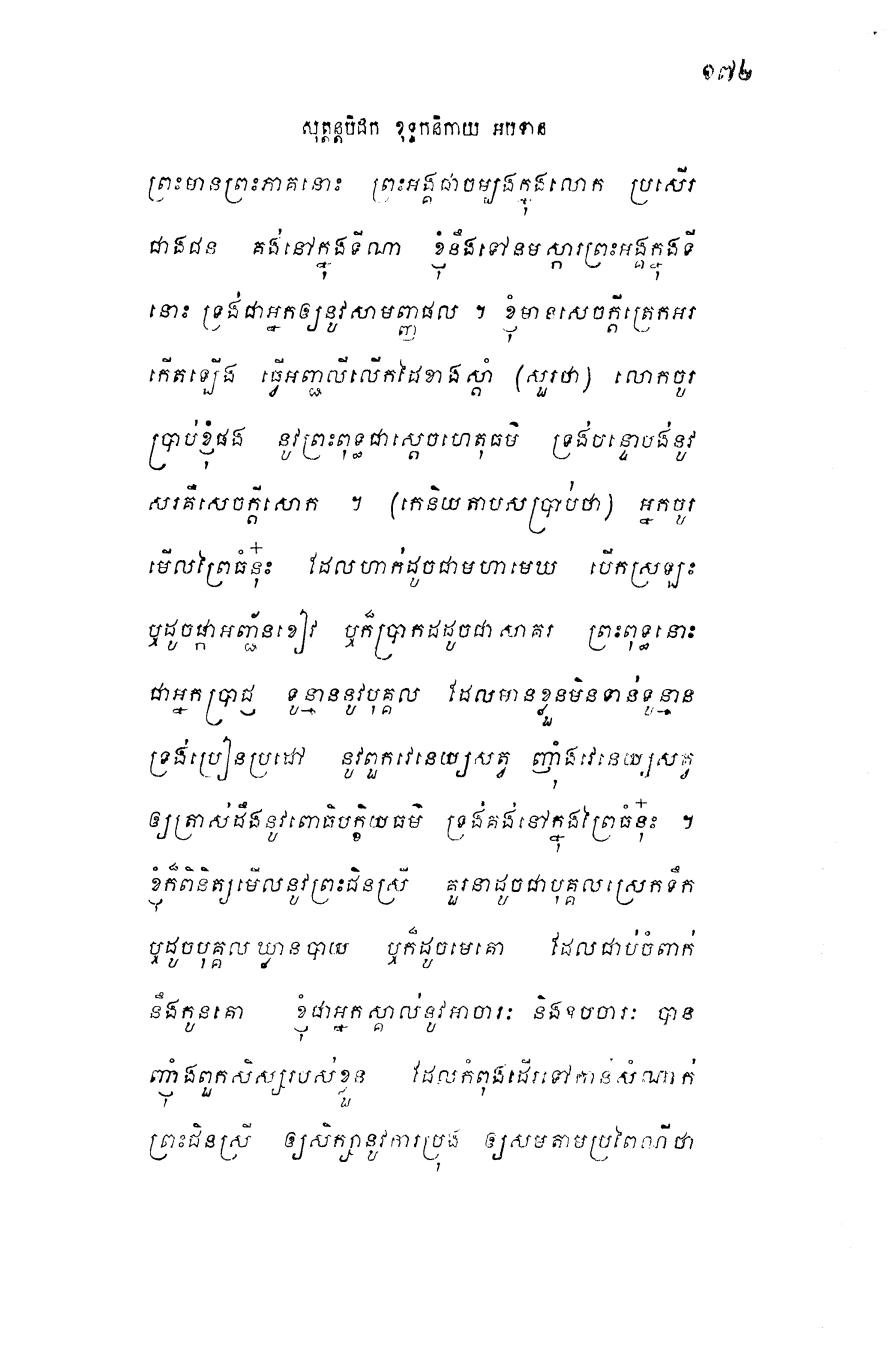 ១៧២
សុត្តន្តបិដក ខុទ្ទកនិកាយ អបទាន
ព្រះមានព្រះភាគនោះ ព្រះអង្គជាចម្បងក្នុងលោក ប្រសើរ
ជាងជន គង់នៅក្នុងទីណា ខ្ញុំនឹងទៅនមស្ការព្រះអង្គក្នុងទី
នោះ ទ្រង់ជាអ្នកឲ្យនូវសាមញ្ញផល ។ ខ្ញុំមានសេចក្តីត្រេកអរ
កើតឡើង ធ្វើអញ្ជលីលើកដៃខាងស្តាំ (សួរថា) លោកចូរ
ប្រាប់ខ្ញុំផង នូវព្រះពុទ្ធជាស្តេចហេតុធម៌ ទ្រង់បន្ទោបង់នូវ
សរគឺសេចក្តីសោក ។ (កេនិយតាបសប្រាប់ថា) អ្នកចូរ
មើលព្រៃធំនុ៎ះ ដែលហាក់ដូចជាមហាមេឃ បើកស្រឡះ
ឬដូចផ្កាអញ្ជ័នខៀវ ឬក៏ប្រាកដដូចជាសាគរ ព្រះពុទ្ធនោះ
ជាអ្នកប្រាជ្ញ ទូន្មាននូវបុគ្គល ដែលមានខ្លួនមិនទាន់ទូន្មាន
ទ្រង់ប្រៀនប្រដៅ នូវពួកវេនេយ្យសត្វ ញុំាងវេនេយ្យសត្វ
ឲ្យត្រាស់ដឹងនូវពោធិបក្ខិយធម៌ ទ្រង់គង់នៅក្នុងព្រៃធំនុ៎ះ ។
ខ្ញុំក៏ពិនិត្យមើលនូវព្រះជិនស្រី គួរនាដូចជាបុគ្គលស្រេកទឹក
ឬដូចបុគ្គលឃ្លានបាយ ឬក៏ដូចមេគោ ដែលជាប់ចំពាក់
នឹងកូនគោ ខ្ញុំជាអ្នកស្គាល់នូវអាចារៈ និងឧបចារៈ បាន
ញុំាងពួកសិស្សរបស់ខ្លួន ដែលកំពុងដើរទៅកាន់សំណាក់
ព្រះជិនស្រី ឲ្យសិក្សានូវការប្រុង ឲ្យសមតាមប្រពៃណីថា